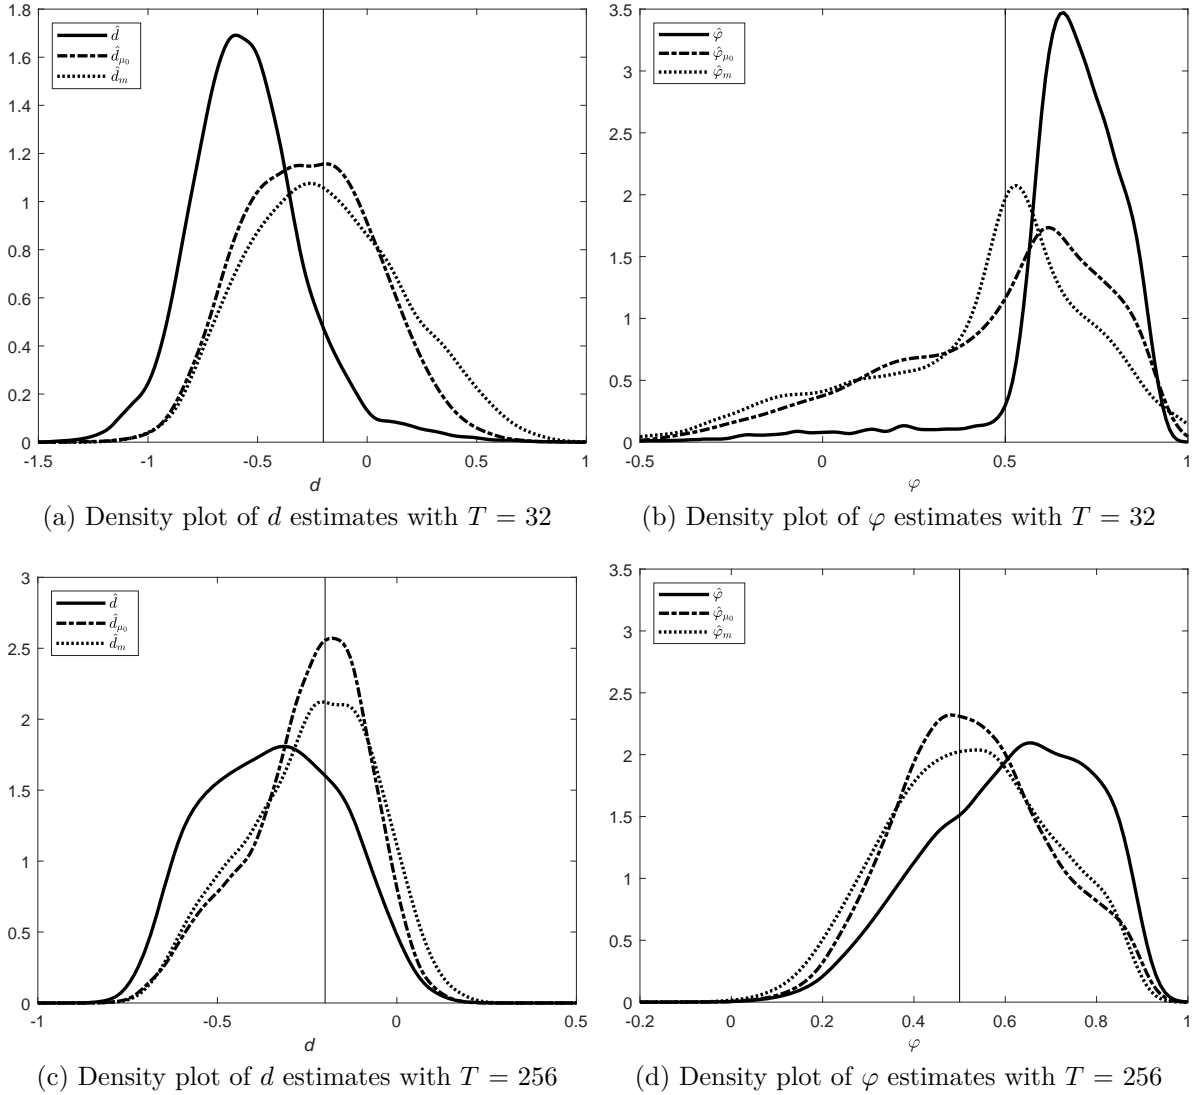 1.8
1.6
1.4
1.2
1
0.8
0.6
0.4
0.2
0
-1.5
-1
-0.5
0
0.5
1
d
d̂
d̂μ₀
d̂m
(a) Density plot of d estimates with T = 32
3.5
3
2.5
2
1.5
1
0.5
0
-0.5
0
0.5
1
φ
φ̂
φ̂μ₀
φ̂m
(b) Density plot of φ estimates with T = 32
3
2.5
2
1.5
1
0.5
0
-1
-0.5
0
0.5
d
d̂
d̂μ₀
d̂m
(c) Density plot of d estimates with T = 256
3.5
3
2.5
2
1.5
1
0.5
0
-0.2
0
0.2
0.4
0.6
0.8
1
φ
φ̂
φ̂μ₀
φ̂m
(d) Density plot of φ estimates with T = 256